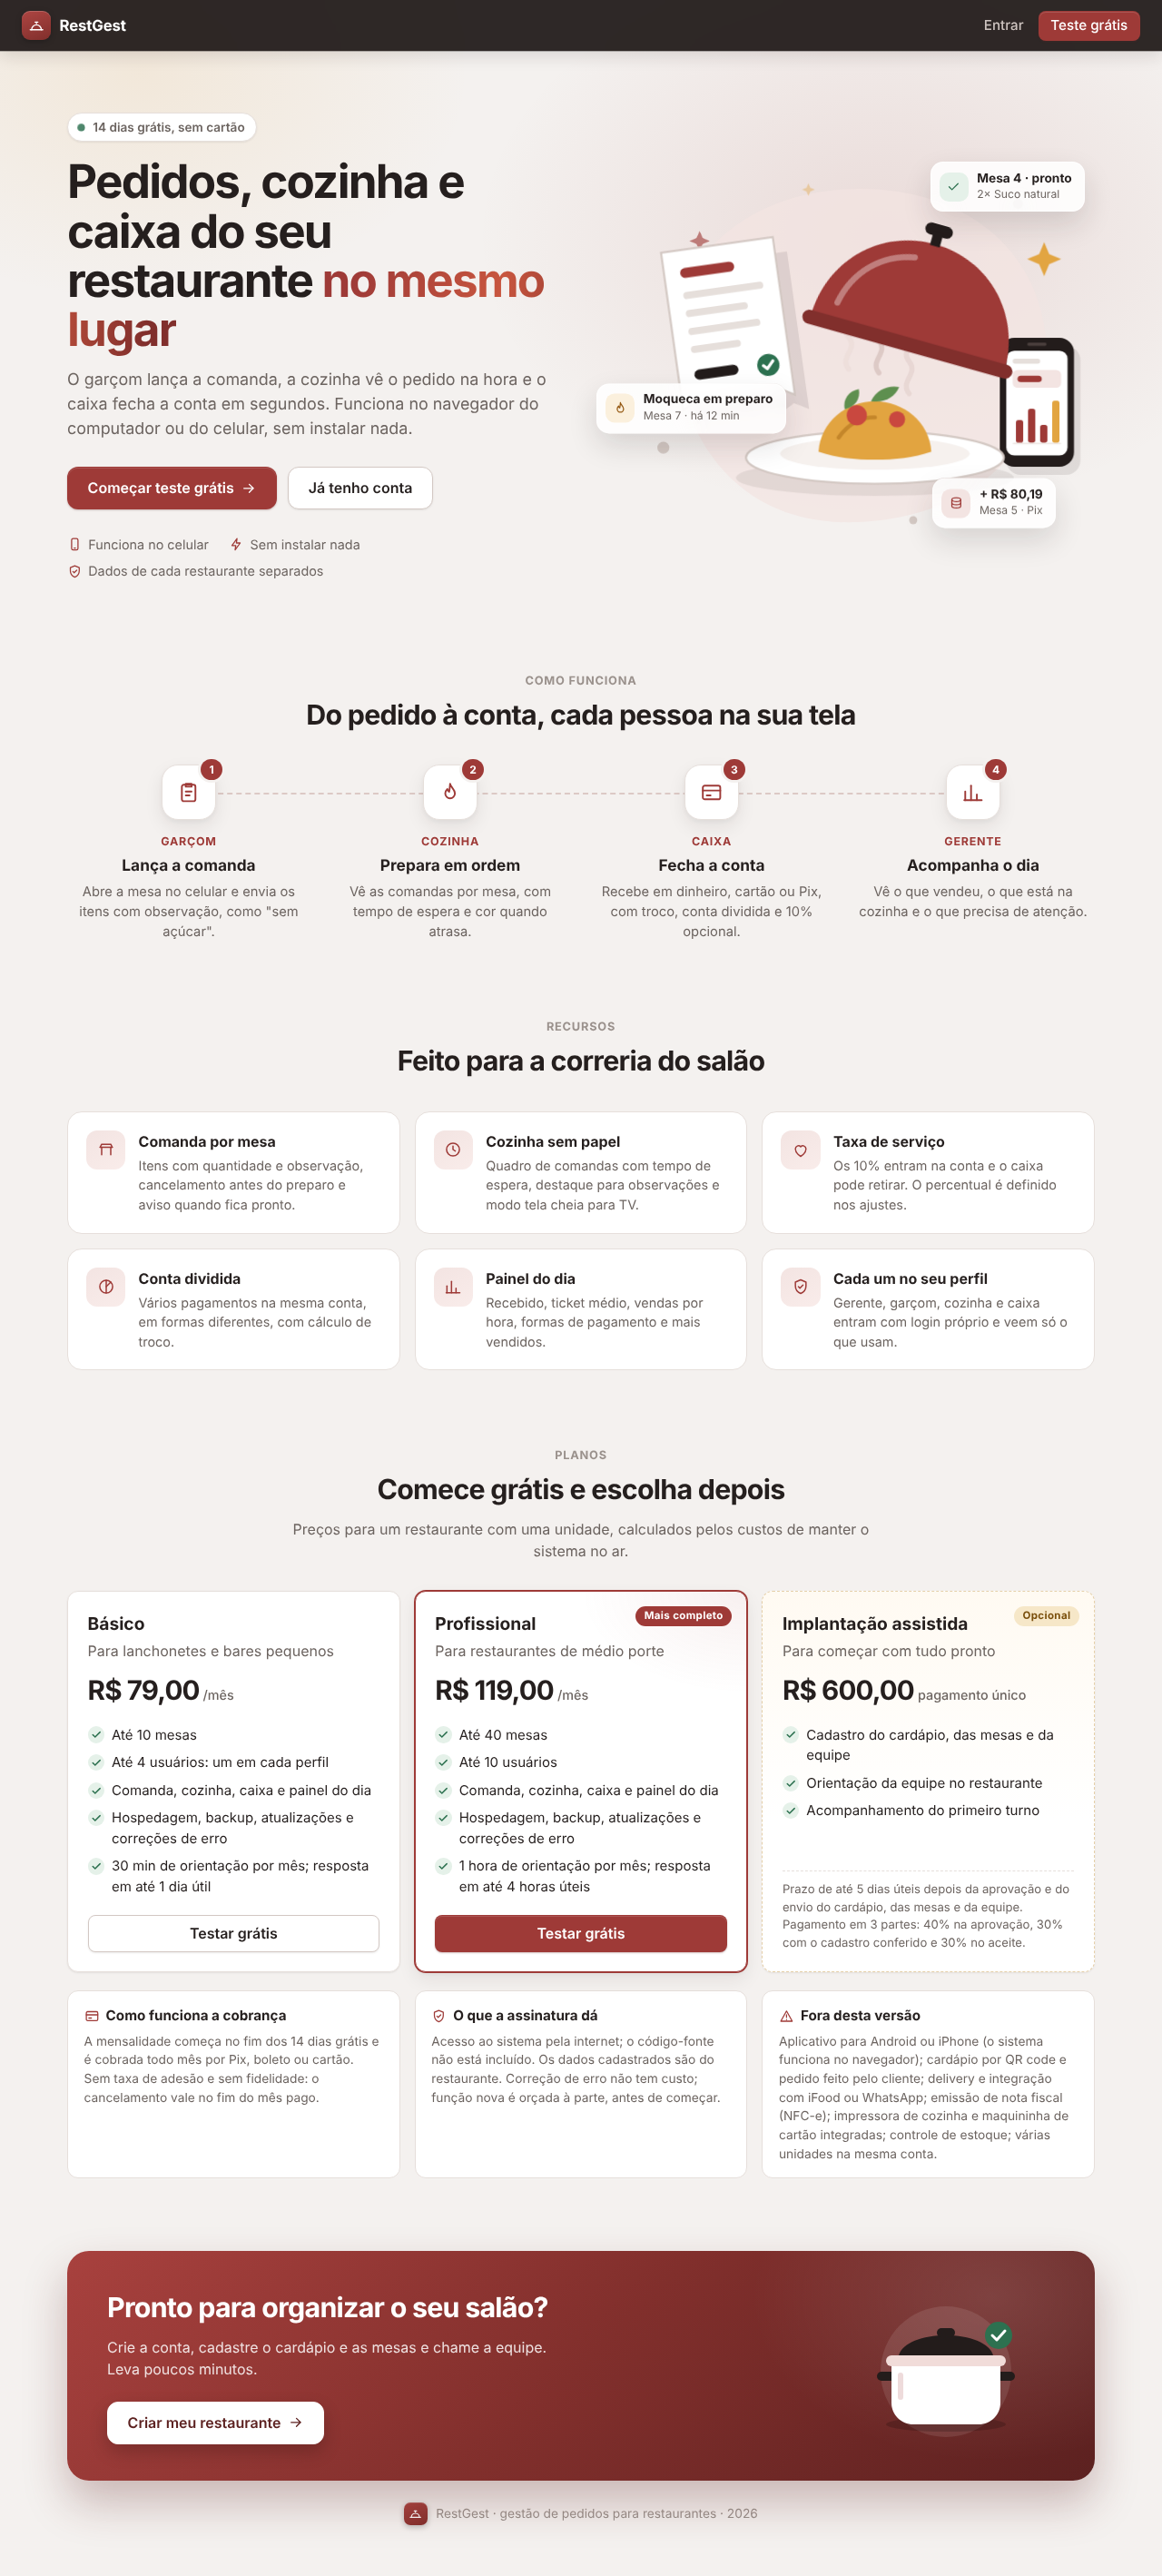 RestGest
Entrar
Teste grátis
14 dias grátis, sem cartão
Pedidos, cozinha e
caixa do seu
restaurante no mesmo
lugar
O garçom lança a comanda, a cozinha vê o pedido na hora e o
caixa fecha a conta em segundos. Funciona no navegador do
computador ou do celular, sem instalar nada.
Começar teste grátis →
Já tenho conta
Funciona no celular
Sem instalar nada
Dados de cada restaurante separados
Mesa 4 · pronto
2× Suco natural
Moqueca em preparo
Mesa 7 · há 12 min
+ R$ 80,19
Mesa 5 · Pix
COMO FUNCIONA
Do pedido à conta, cada pessoa na sua tela
1
GARÇOM
Lança a comanda
Abre a mesa no celular e envia os
itens com observação, como "sem
açúcar".
2
COZINHA
Prepara em ordem
Vê as comandas por mesa, com
tempo de espera e cor quando
atrasa.
3
CAIXA
Fecha a conta
Recebe em dinheiro, cartão ou Pix,
com troco, conta dividida e 10%
opcional.
4
GERENTE
Acompanha o dia
Vê o que vendeu, o que está na
cozinha e o que precisa de atenção.
RECURSOS
Feito para a correria do salão
Comanda por mesa
Itens com quantidade e observação,
cancelamento antes do preparo e
aviso quando fica pronto.
Cozinha sem papel
Quadro de comandas com tempo de
espera, destaque para observações e
modo tela cheia para TV.
Taxa de serviço
Os 10% entram na conta e o caixa
pode retirar. O percentual é definido
nos ajustes.
Conta dividida
Vários pagamentos na mesma conta,
em formas diferentes, com cálculo de
troco.
Painel do dia
Recebido, ticket médio, vendas por
hora, formas de pagamento e mais
vendidos.
Cada um no seu perfil
Gerente, garçom, cozinha e caixa
entram com login próprio e veem só o
que usam.
PLANOS
Comece grátis e escolha depois
Preços para um restaurante com uma unidade, calculados pelos custos de manter o
sistema no ar.
Básico
Para lanchonetes e bares pequenos
R$ 79,00 /mês
Até 10 mesas
Até 4 usuários: um em cada perfil
Comanda, cozinha, caixa e painel do dia
Hospedagem, backup, atualizações e
correções de erro
30 min de orientação por mês; resposta
em até 1 dia útil
Testar grátis
Profissional
Mais completo
Para restaurantes de médio porte
R$ 119,00 /mês
Até 40 mesas
Até 10 usuários
Comanda, cozinha, caixa e painel do dia
Hospedagem, backup, atualizações e
correções de erro
1 hora de orientação por mês; resposta
em até 4 horas úteis
Testar grátis
Implantação assistida
Opcional
Para começar com tudo pronto
R$ 600,00 pagamento único
Cadastro do cardápio, das mesas e da
equipe
Orientação da equipe no restaurante
Acompanhamento do primeiro turno
Prazo de até 5 dias úteis depois da aprovação e do
envio do cardápio, das mesas e da equipe.
Pagamento em 3 partes: 40% na aprovação, 30%
com o cadastro conferido e 30% no aceite.
Como funciona a cobrança
A mensalidade começa no fim dos 14 dias grátis e
é cobrada todo mês por Pix, boleto ou cartão.
Sem taxa de adesão e sem fidelidade: o
cancelamento vale no fim do mês pago.
O que a assinatura dá
Acesso ao sistema pela internet; o código-fonte
não está incluído. Os dados cadastrados são do
restaurante. Correção de erro não tem custo;
função nova é orçada à parte, antes de começar.
Fora desta versão
Aplicativo para Android ou iPhone (o sistema
funciona no navegador); cardápio por QR code e
pedido feito pelo cliente; delivery e integração
com iFood ou WhatsApp; emissão de nota fiscal
(NFC-e); impressora de cozinha e maquininha de
cartão integradas; controle de estoque; várias
unidades na mesma conta.
Pronto para organizar o seu salão?
Crie a conta, cadastre o cardápio e as mesas e chame a equipe.
Leva poucos minutos.
Criar meu restaurante →
RestGest · gestão de pedidos para restaurantes · 2026